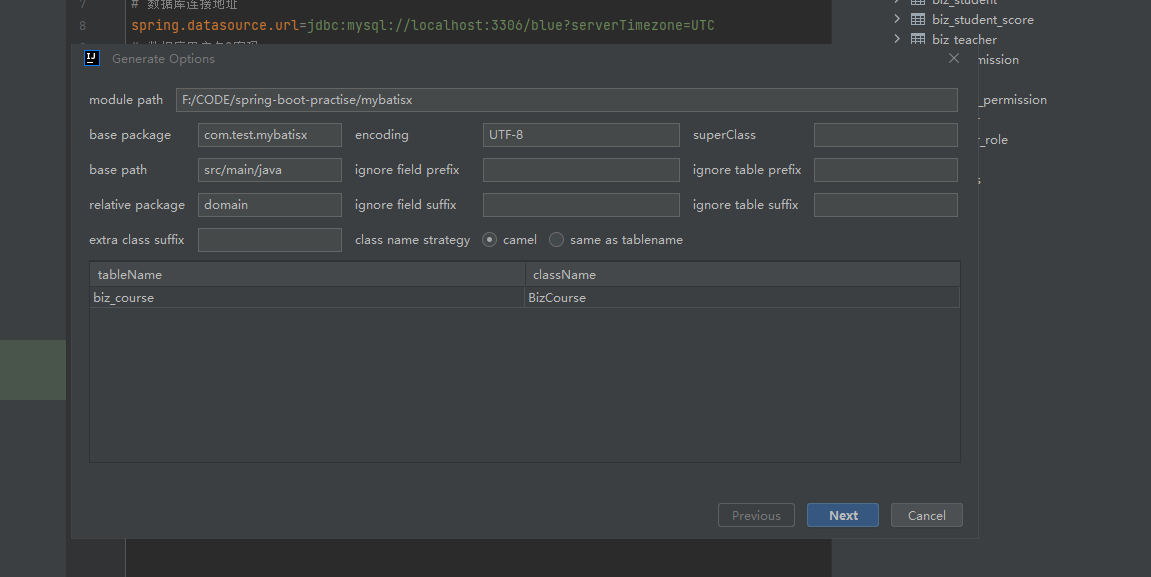 7 # 数据库连接地址
8 spring.datasource.url=jdbc:mysql://localhost:3306/blue?serverTimezone=UTC
biz_student
biz_student_score
biz_teacher
Generate Options
mission
module path F:/CODE/spring-boot-practise/mybatisx
_permission
base package com.test.mybatisx encoding UTF-8 superClass
r_role
base path src/main/java ignore field prefix ignore table prefix
s
relative package domain ignore field suffix ignore table suffix
extra class suffix class name strategy camel same as tablename
tableName className
biz_course BizCourse
Previous Next Cancel